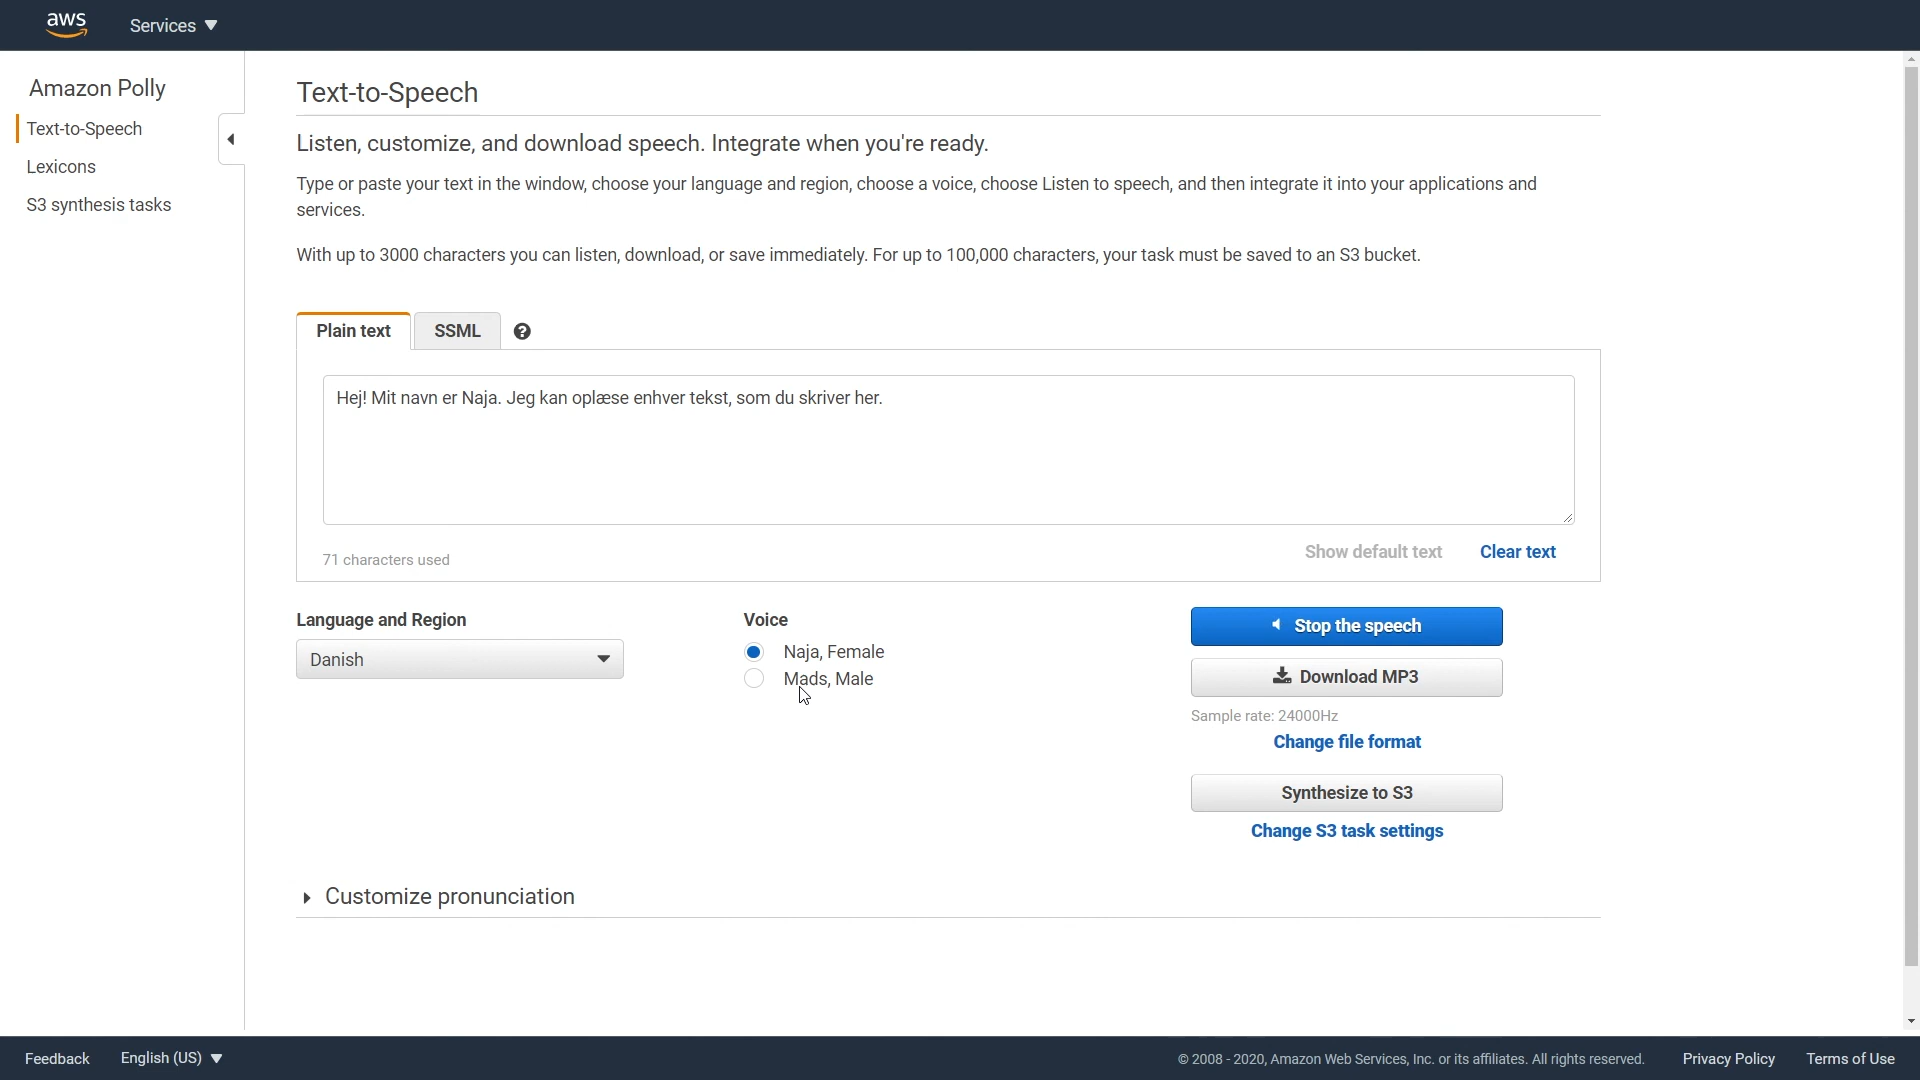 aws
Services
Amazon Polly
Text-to-Speech
Lexicons
S3 synthesis tasks
Text-to-Speech
Listen, customize, and download speech. Integrate when you're ready.
Type or paste your text in the window, choose your language and region, choose a voice, choose Listen to speech, and then integrate it into your applications and
services.
With up to 3000 characters you can listen, download, or save immediately. For up to 100,000 characters, your task must be saved to an S3 bucket.
Plain text
SSML
Hej! Mit navn er Naja. Jeg kan oplæse enhver tekst, som du skriver her.
71 characters used
Show default text
Clear text
Language and Region
Danish
Voice
Naja, Female
Mads, Male
Stop the speech
Download MP3
Sample rate: 24000Hz
Change file format
Synthesize to S3
Change S3 task settings
Customize pronunciation
Feedback
English (US)
© 2008 - 2020, Amazon Web Services, Inc. or its affiliates. All rights reserved.
Privacy Policy
Terms of Use